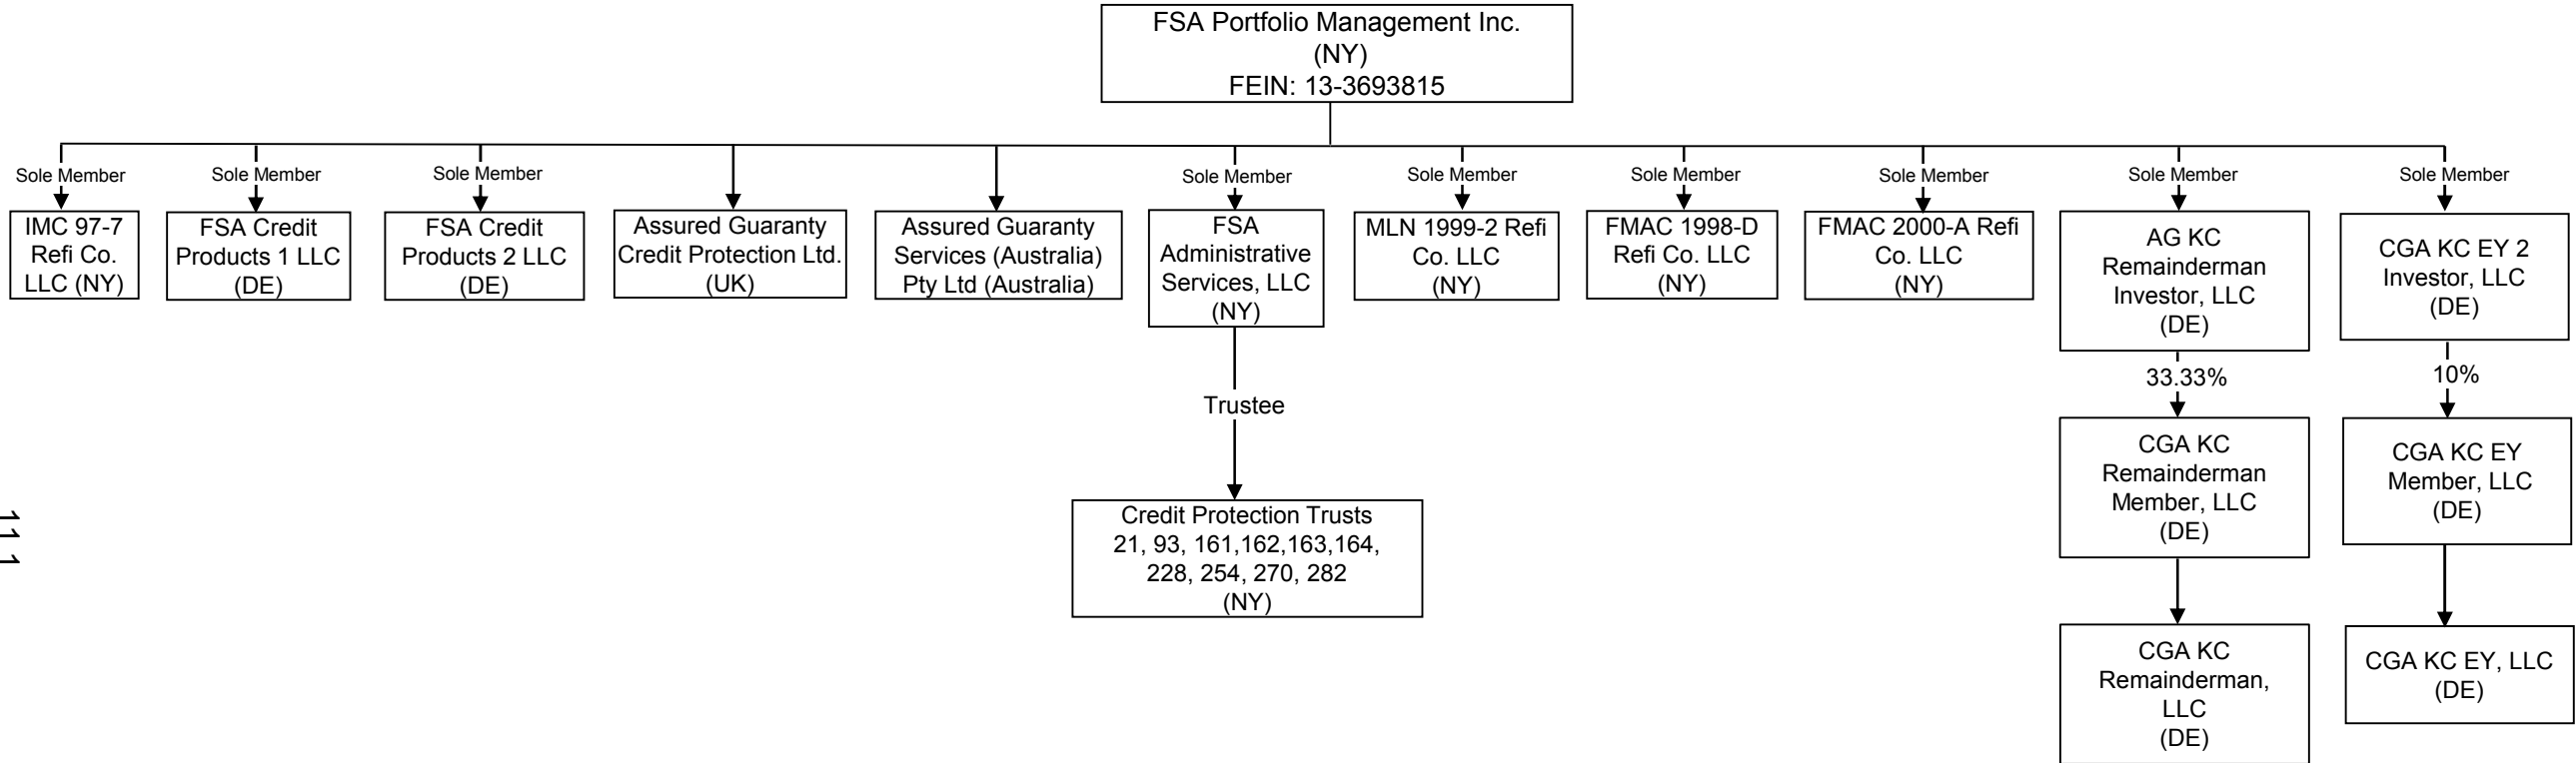 FSA Portfolio Management Inc.
(NY)
FEIN: 13-3693815
Sole Member
Sole Member
Sole Member
Sole Member
Sole Member
Sole Member
Sole Member
Sole Member
Sole Member
IMC 97-7
Refi Co.
LLC (NY)
FSA Credit
Products 1 LLC
(DE)
FSA Credit
Products 2 LLC
(DE)
Assured Guaranty
Credit Protection Ltd.
(UK)
Assured Guaranty
Services (Australia)
Pty Ltd (Australia)
FSA
Administrative
Services, LLC
(NY)
MLN 1999-2 Refi
Co. LLC
(NY)
FMAC 1998-D
Refi Co. LLC
(NY)
FMAC 2000-A Refi
Co. LLC
(NY)
AG KC
Remainderman
Investor, LLC
(DE)
CGA KC EY 2
Investor, LLC
(DE)
Trustee
33.33%
10%
Credit Protection Trusts
21, 93, 161,162,163,164,
228, 254, 270, 282
(NY)
CGA KC
Remainderman
Member, LLC
(DE)
CGA KC EY
Member, LLC
(DE)
CGA KC
Remainderman,
LLC
(DE)
CGA KC EY, LLC
(DE)
11.1